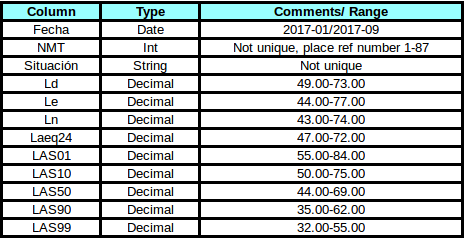 Column Type Comments/ Range
Fecha Date 2017-01/2017-09
NMT Int Not unique, place ref number 1-87
Situación String Not unique
Ld Decimal 49.00-73.00
Le Decimal 44.00-77.00
Ln Decimal 43.00-74.00
Laeq24 Decimal 47.00-72.00
LAS01 Decimal 55.00-84.00
LAS10 Decimal 50.00-75.00
LAS50 Decimal 44.00-69.00
LAS90 Decimal 35.00-62.00
LAS99 Decimal 32.00-55.00